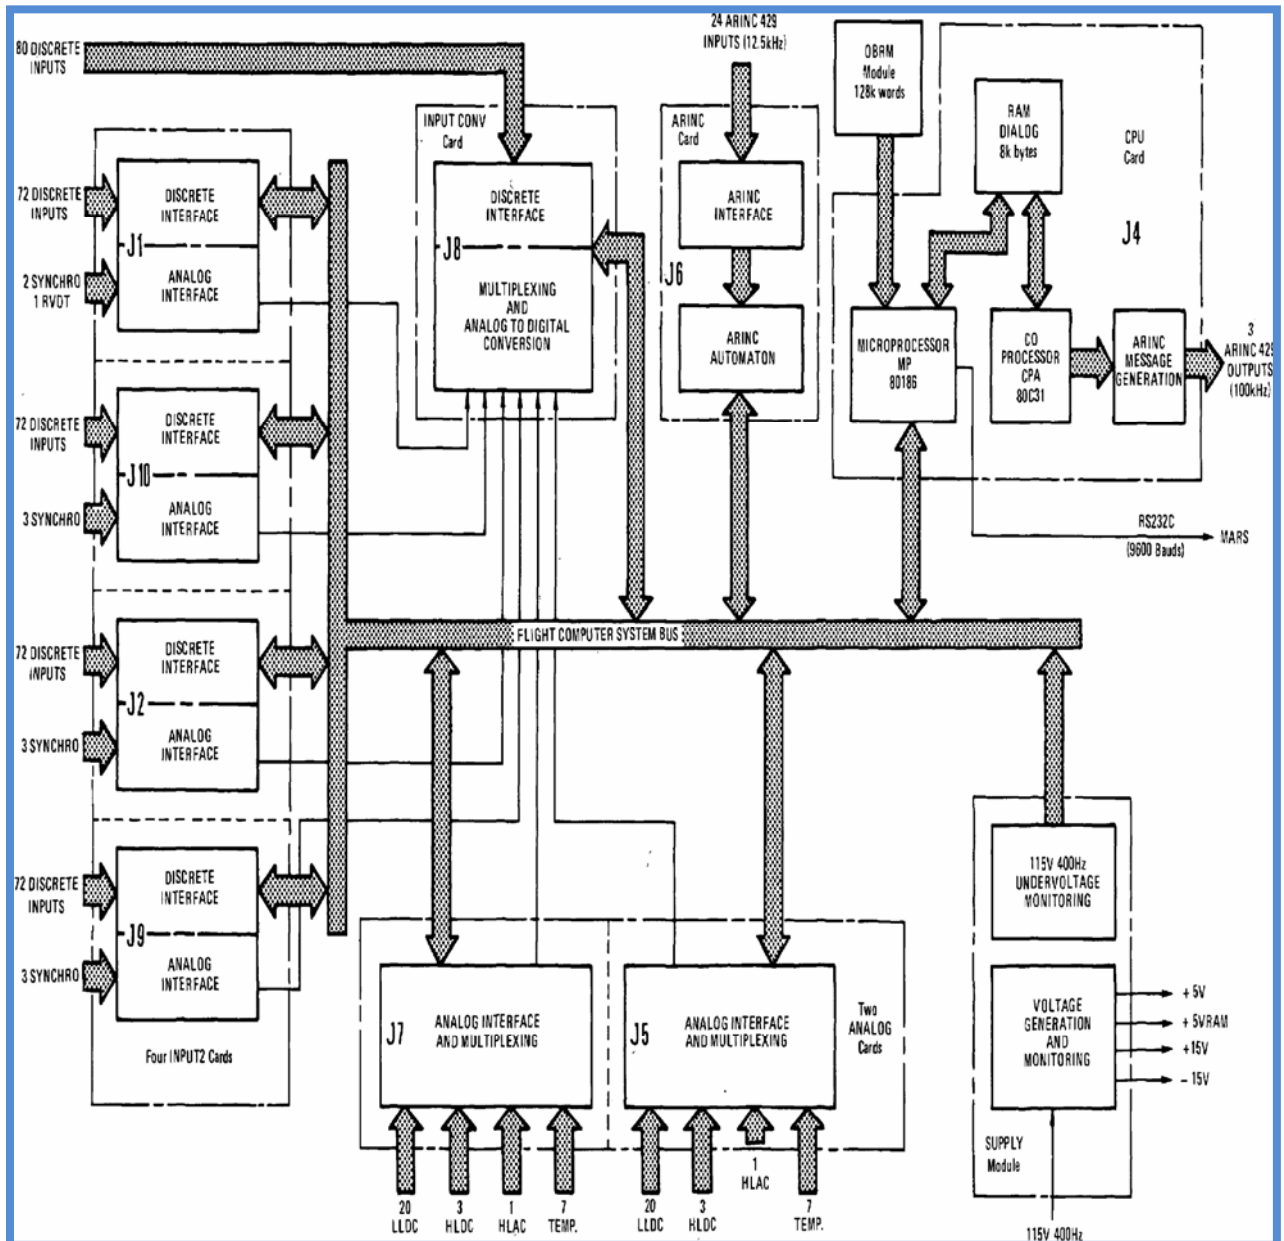 80 DISCRETE
INPUTS
24 ARINC 429
INPUTS (12.5kHz)
OBRM
Module
128k words
RAM
DIALOG
8k bytes
CPU
Card
J4
INPUT CONV
Card
ARINC
Card
72 DISCRETE
INPUTS
DISCRETE
INTERFACE
J1
2 SYNCHRO
1 RVDT
ANALOG
INTERFACE
DISCRETE
INTERFACE
J8
MULTIPLEXING
AND
ANALOG TO DIGITAL
CONVERSION
ARINC
INTERFACE
J6
ARINC
AUTOMATON
MICROPROCESSOR
MP
80186
CO
PROCESSOR
CPA
80C31
ARINC
MESSAGE
GENERATION
3
ARINC 429
OUTPUTS
(100kHz)
72 DISCRETE
INPUTS
DISCRETE
INTERFACE
J10
3 SYNCHRO
ANALOG
INTERFACE
RS232C
(9600 Bauds)
MARS
FLIGHT COMPUTER SYSTEM BUS
72 DISCRETE
INPUTS
DISCRETE
INTERFACE
J2
3 SYNCHRO
ANALOG
INTERFACE
72 DISCRETE
INPUTS
DISCRETE
INTERFACE
J9
3 SYNCHRO
ANALOG
INTERFACE
Four INPUT2 Cards
J7
ANALOG INTERFACE
AND MULTIPLEXING
J5
ANALOG INTERFACE
AND MULTIPLEXING
Two
ANALOG
Cards
20
LLDC
3
HLDC
1
HLAC
7
TEMP.
20
LLDC
3
HLDC
1
HLAC
7
TEMP.
115V 400Hz
UNDERVOLTAGE
MONITORING
VOLTAGE
GENERATION
AND
MONITORING
+ 5V
+ 5VRAM
+15V
- 15V
SUPPLY
Module
115V 400Hz